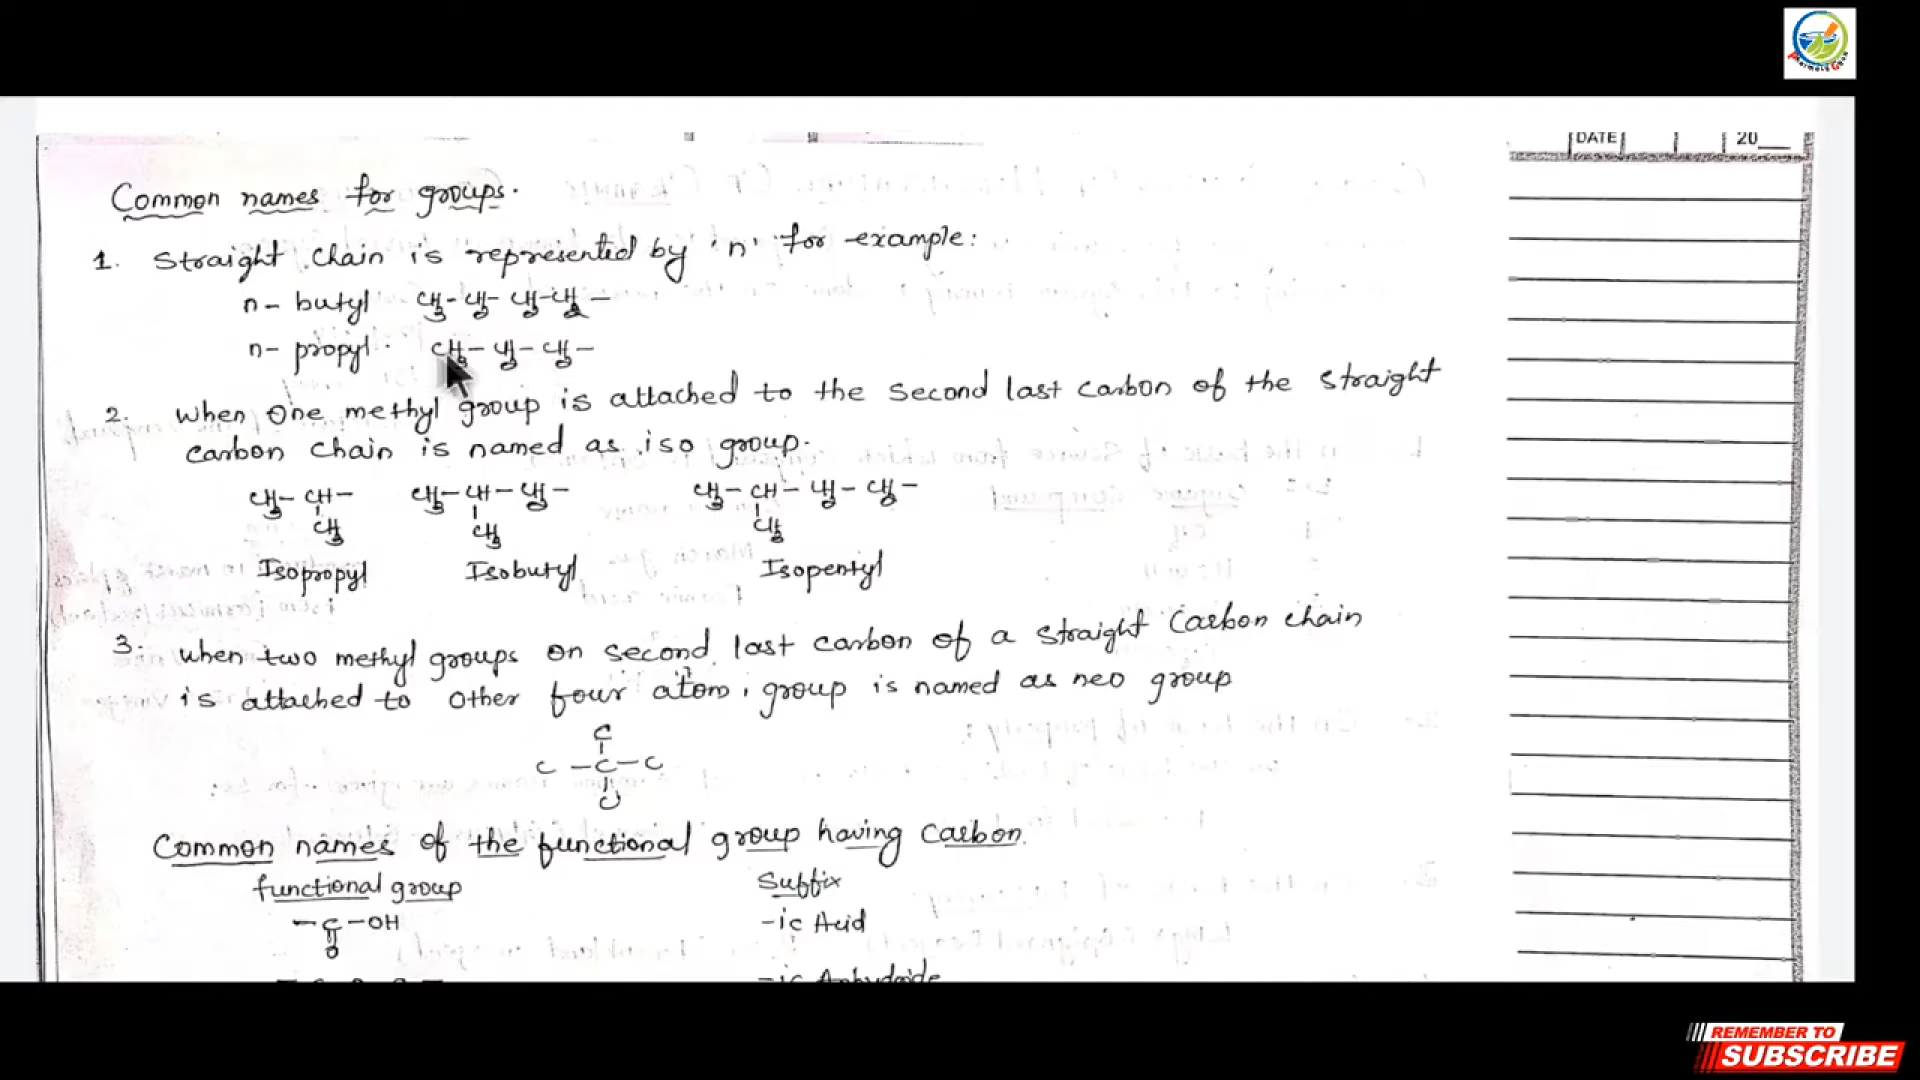 DATE 20
Common names for groups.
1. Straight chain is represented by 'n' for example:
n- butyl CH3-CH2-CH2-CH2-
n- propyl. CH3-CH2-CH2-
2. When one methyl group is attached to the second last carbon of the straight
carbon chain is named as iso group.
CH3-CH- CH3-CH-CH2- CH3-CH-CH2-CH2-
CH3 CH3 CH3
Isopropyl Isobutyl Isopentyl
3. when two methyl groups on second last carbon of a straight carbon chain
is attached to other four atom, group is named as neo group
C
C -C-C
C
Common names of the functional group having carbon.
functional group Suffix
-C-OH -ic Acid
O
-ic Anhydride
REMEMBER TO
SUBSCRIBE